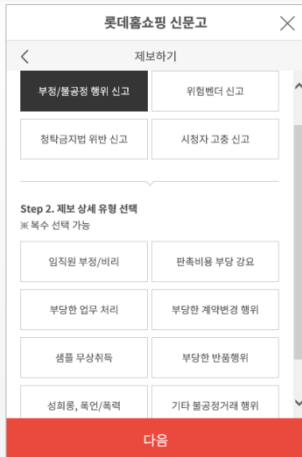 롯데홈쇼핑 신문고
제보하기
부정/불공정 행위 신고
위험벤더 신고
청탁금지법 위반 신고
시청자 고충 신고
Step 2. 제보 상세 유형 선택
※ 복수 선택 가능
임직원 부정/비리
판촉비용 부당 강요
부당한 업무 처리
부당한 계약변경 행위
샘플 무상취득
부당한 반품행위
성희롱, 폭언/폭력
기타 불공정거래 행위
다음